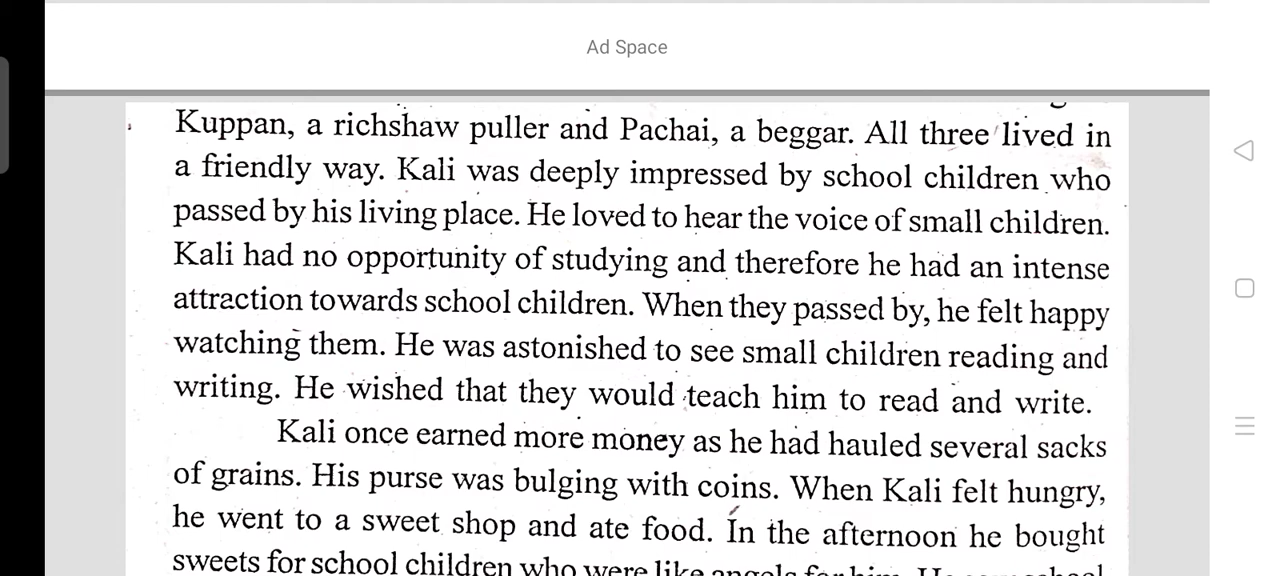 Ad Space
Kuppan, a richshaw puller and Pachai, a beggar. All three lived in
a friendly way. Kali was deeply impressed by school children who
passed by his living place. He loved to hear the voice of small children.
Kali had no opportunity of studying and therefore he had an intense
attraction towards school children. When they passed by, he felt happy
watching them. He was astonished to see small children reading and
writing. He wished that they would teach him to read and write.
Kali once earned more money as he had hauled several sacks
of grains. His purse was bulging with coins. When Kali felt hungry,
he went to a sweet shop and ate food. In the afternoon he bought
sweets for school children who were like angels for him. He